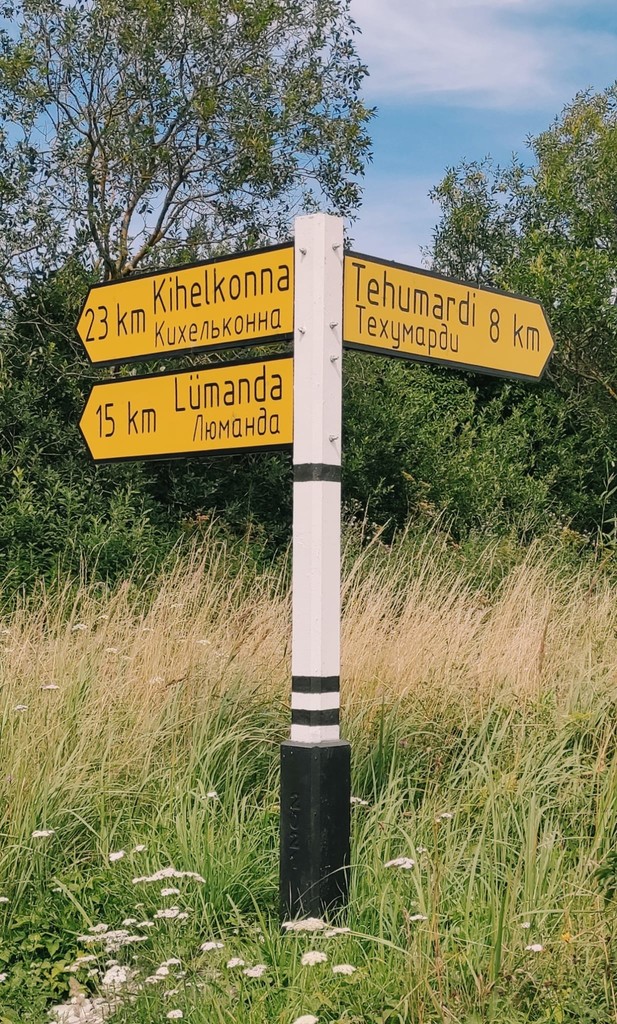 23 km Kihelkonna
Кихельконна
15 km Lümanda
Люманда
Tehumardi 8 km
Техумарди